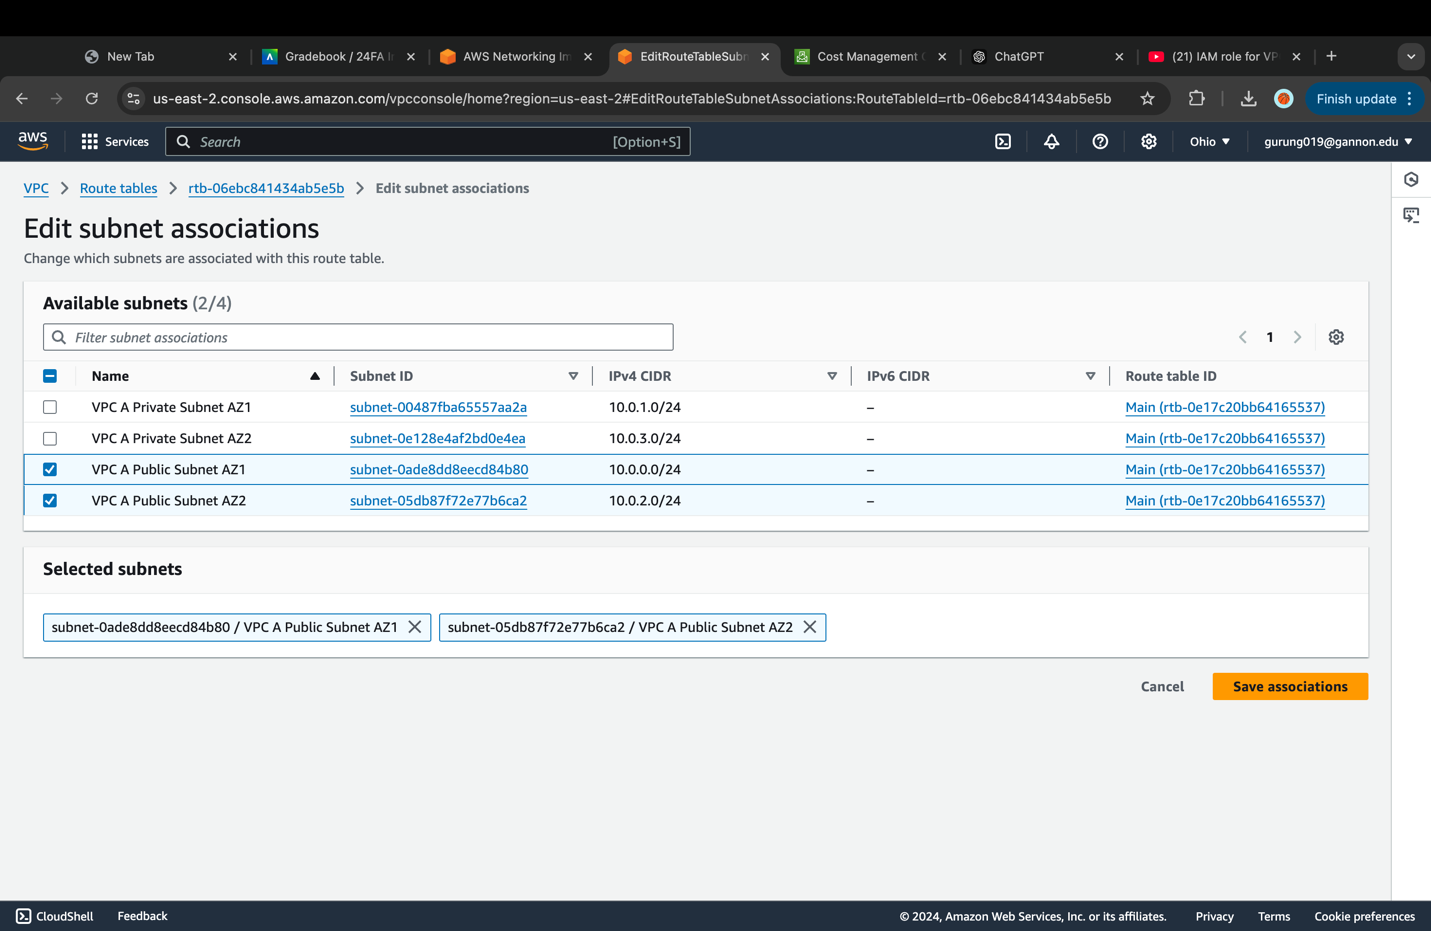 New Tab
Gradebook / 24FA I
AWS Networking Im
EditRouteTableSubn
Cost Management
ChatGPT
(21) IAM role for VP
us-east-2.console.aws.amazon.com/vpcconsole/home?region=us-east-2#EditRouteTableSubnetAssociations:RouteTableId=rtb-06ebc841434ab5e5b
Finish update
aws
Services
Search
[Option+S]
Ohio
gurung019@gannon.edu
VPC
Route tables
rtb-06ebc841434ab5e5b
Edit subnet associations
Edit subnet associations
Change which subnets are associated with this route table.
Available subnets (2/4)
Filter subnet associations
1
Name Subnet ID IPv4 CIDR IPv6 CIDR Route table ID
VPC A Private Subnet AZ1 subnet-00487fba65557aa2a 10.0.1.0/24 – Main (rtb-0e17c20bb64165537)
VPC A Private Subnet AZ2 subnet-0e128e4af2bd0e4ea 10.0.3.0/24 – Main (rtb-0e17c20bb64165537)
VPC A Public Subnet AZ1 subnet-0ade8dd8eecd84b80 10.0.0.0/24 – Main (rtb-0e17c20bb64165537)
VPC A Public Subnet AZ2 subnet-05db87f72e77b6ca2 10.0.2.0/24 – Main (rtb-0e17c20bb64165537)
Selected subnets
subnet-0ade8dd8eecd84b80 / VPC A Public Subnet AZ1
subnet-05db87f72e77b6ca2 / VPC A Public Subnet AZ2
Cancel
Save associations
CloudShell
Feedback
© 2024, Amazon Web Services, Inc. or its affiliates.
Privacy
Terms
Cookie preferences